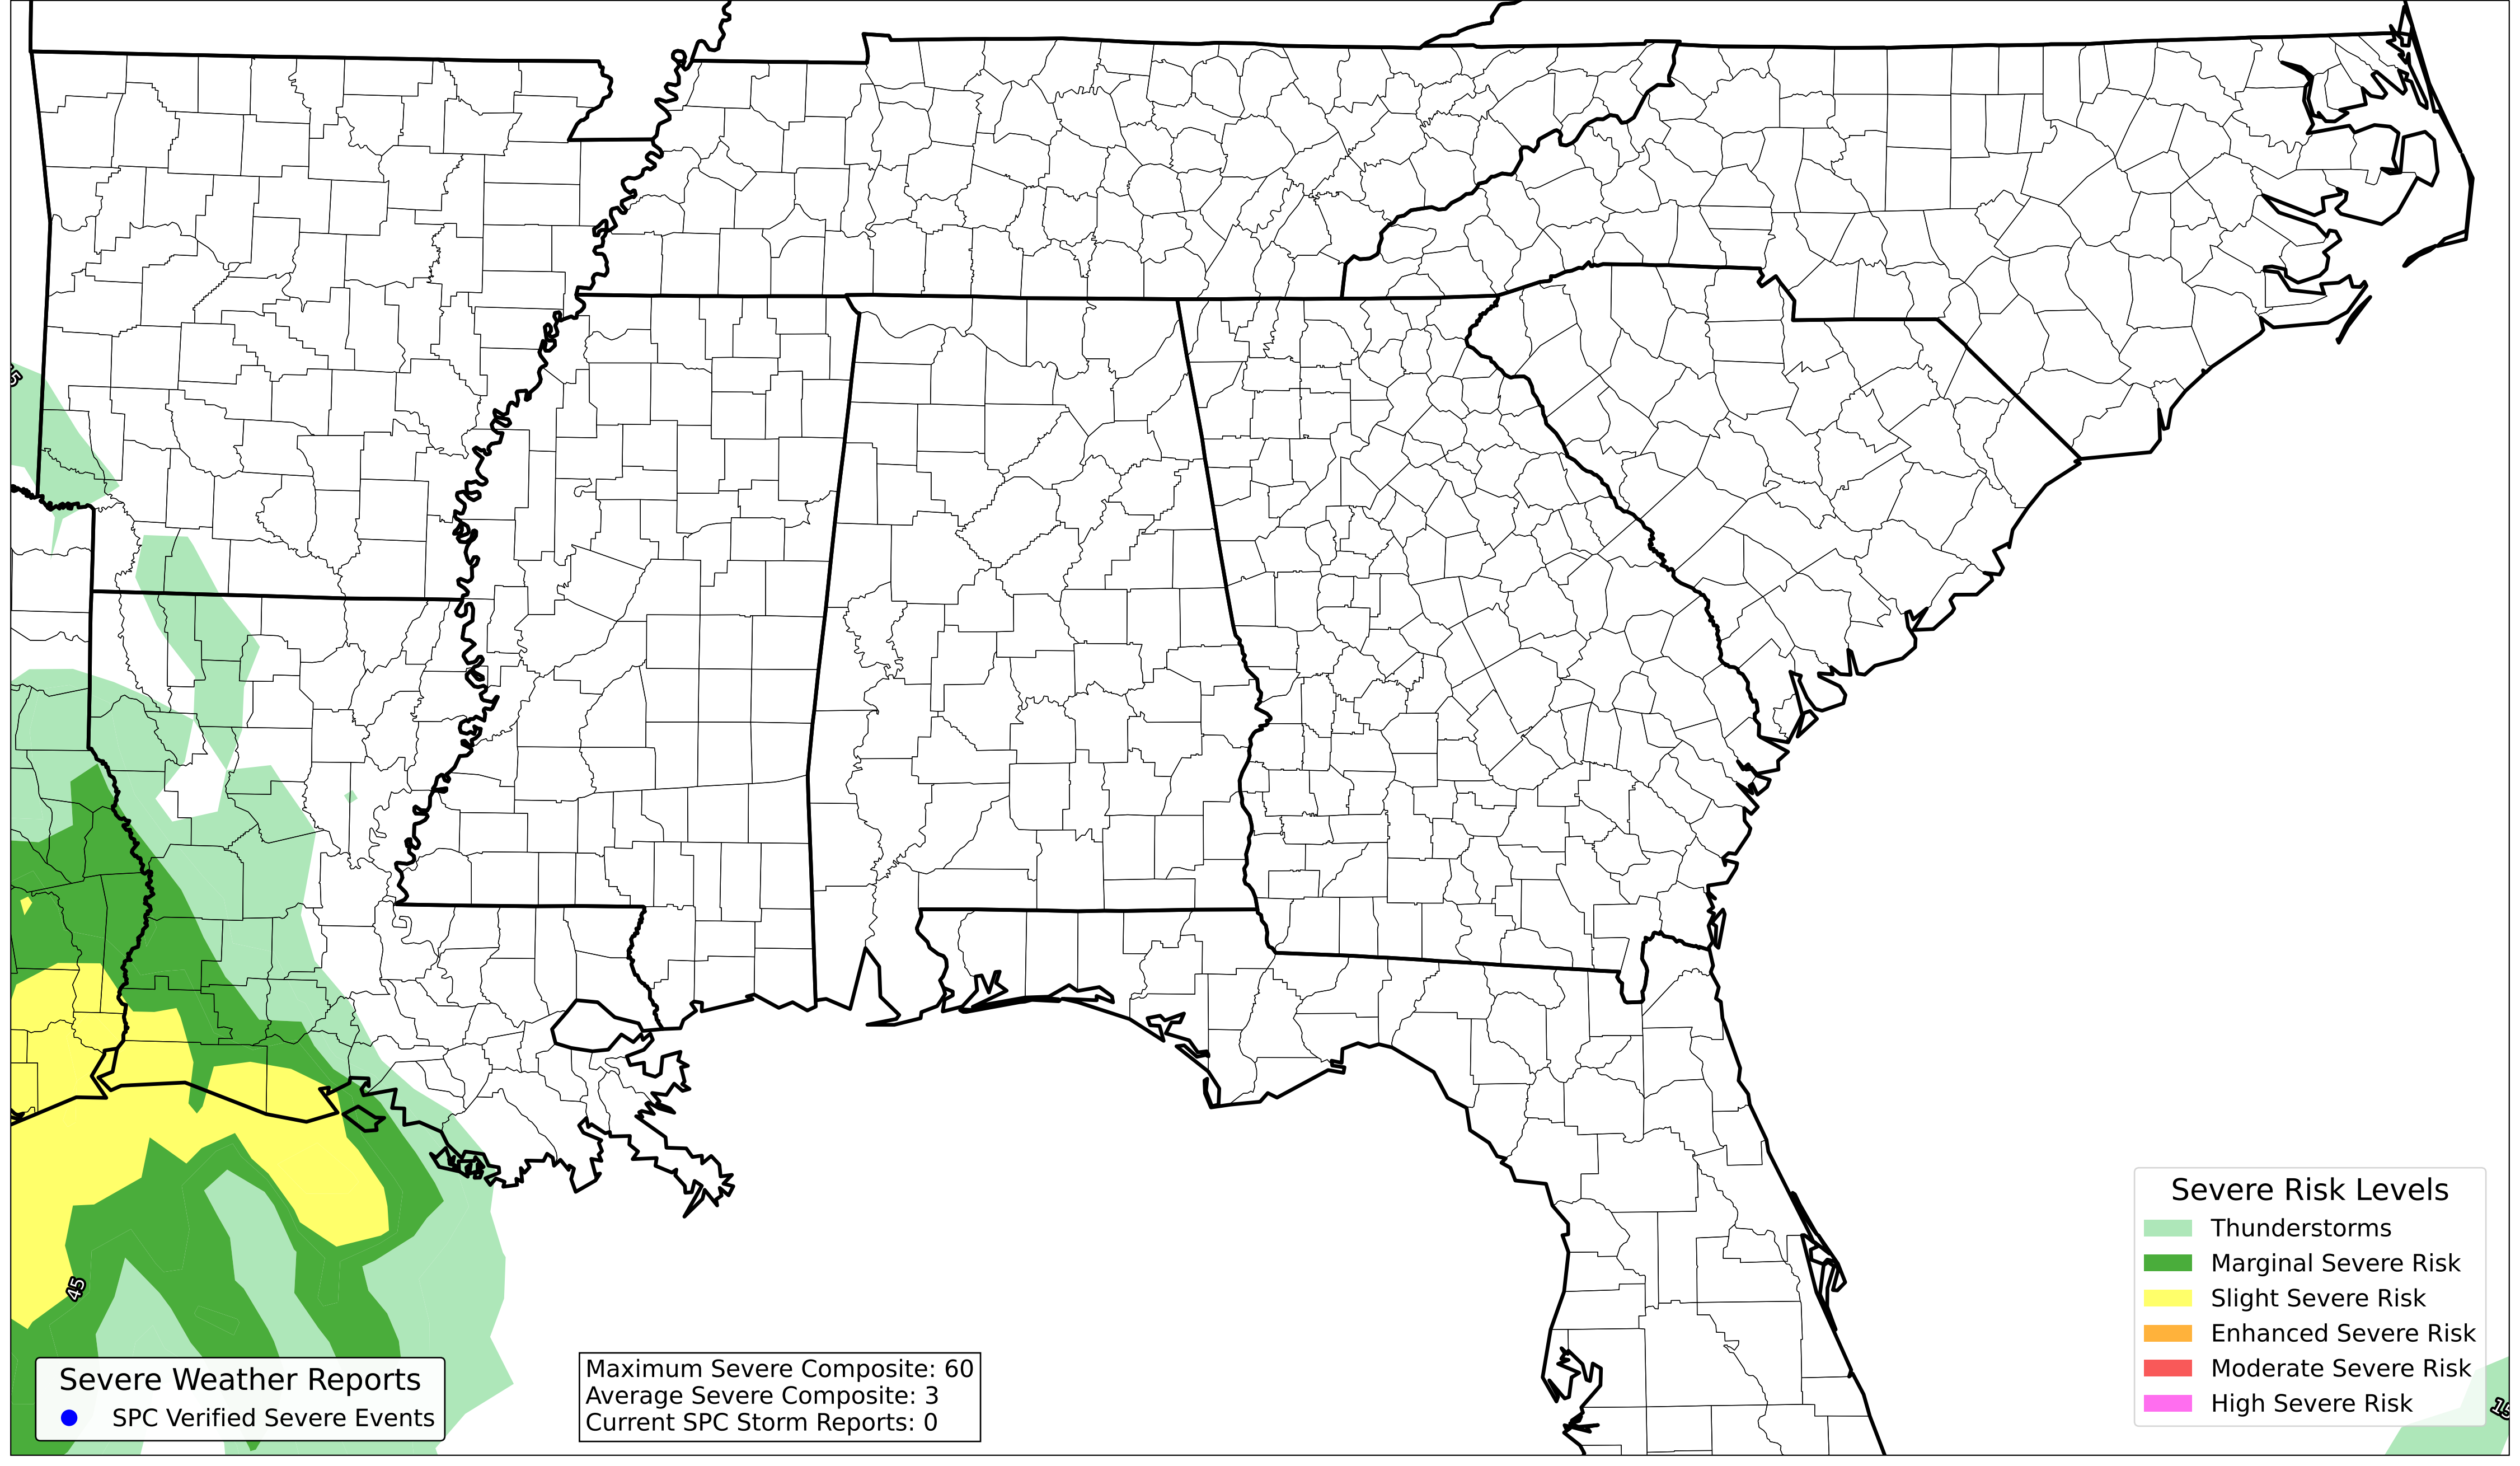 45
Severe Weather Reports
SPC Verified Severe Events
Maximum Severe Composite: 60
Average Severe Composite: 3
Current SPC Storm Reports: 0
Severe Risk Levels
Thunderstorms
Marginal Severe Risk
Slight Severe Risk
Enhanced Severe Risk
Moderate Severe Risk
High Severe Risk
15